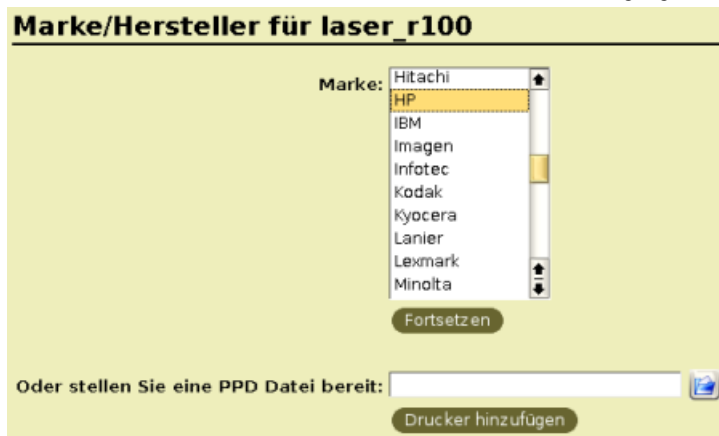 Marke/Hersteller für laser_r100
Marke:
Hitachi
HP
IBM
Imagen
Infotec
Kodak
Kyocera
Lanier
Lexmark
Minolta
Fortsetzen
Oder stellen Sie eine PPD Datei bereit:
Drucker hinzufügen